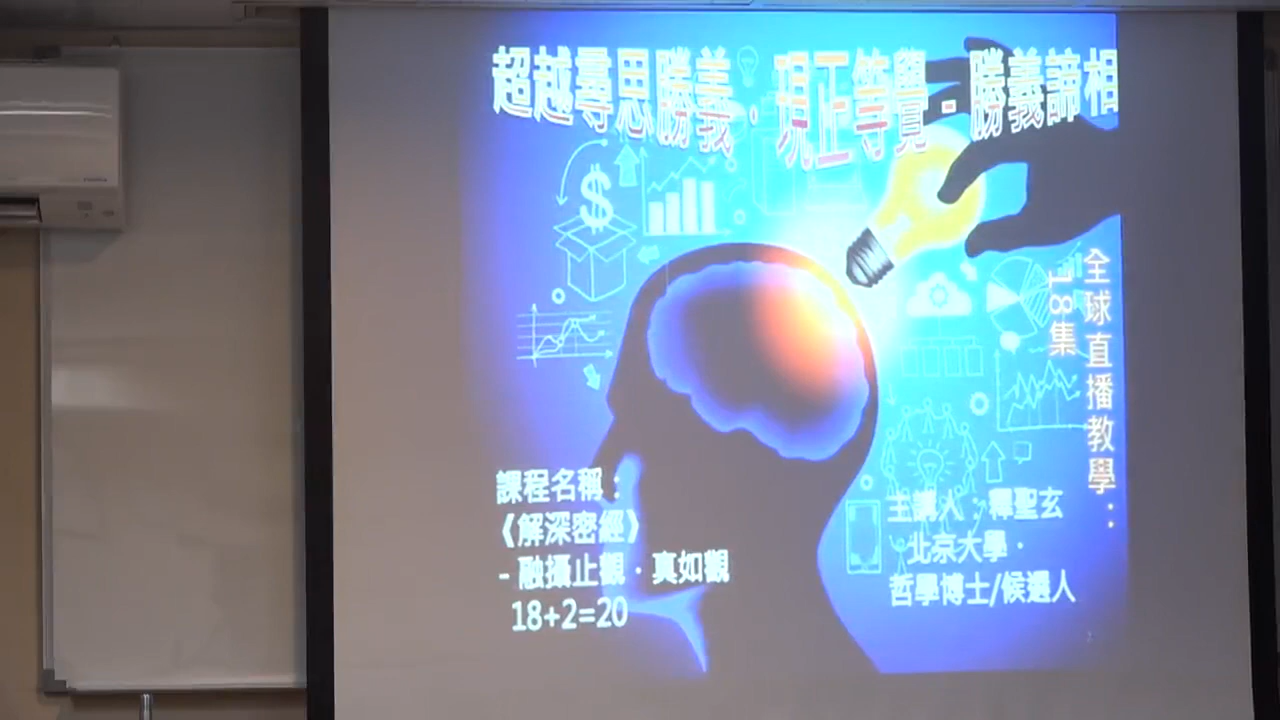 超越尋思勝義．現正等覺－勝義諦相
全球直播教學：
18集
課程名稱：
《解深密經》
- 融攝止觀．真如觀
18+2=20
主講人：釋聖玄
北京大學．
哲學博士/候選人